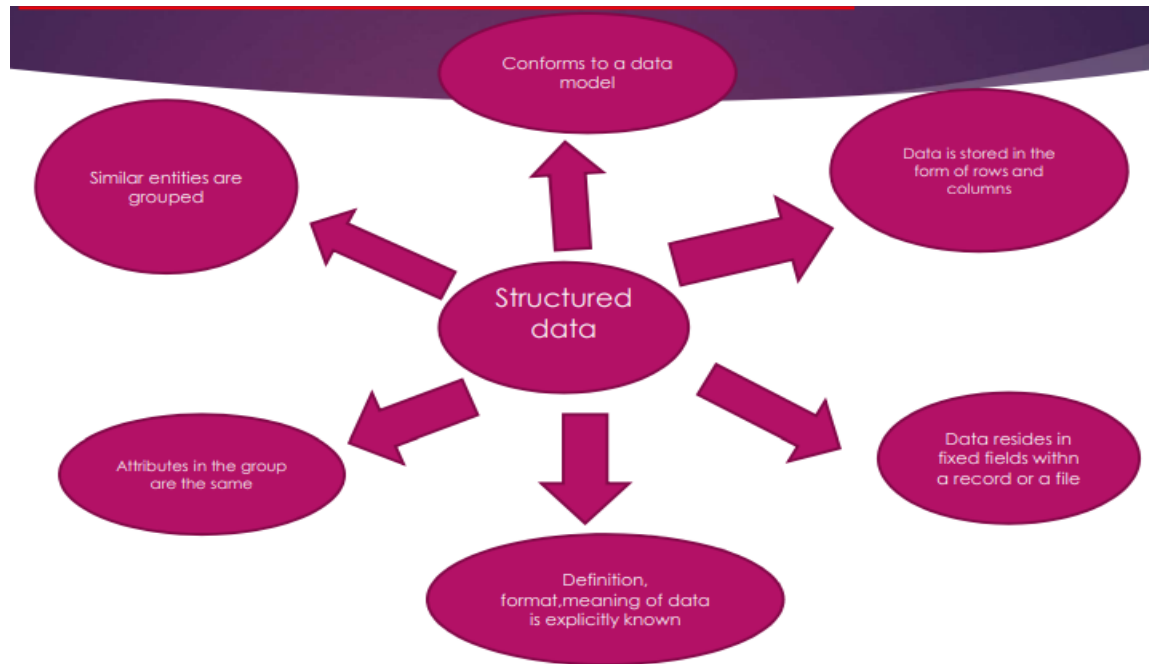 Conforms to a data
model
Similar entities are
grouped
Data is stored in the
form of rows and
columns
Structured
data
Attributes in the group
are the same
Data resides in
fixed fields withn
a record or a file
Definition,
format,meaning of data
is explicitly known